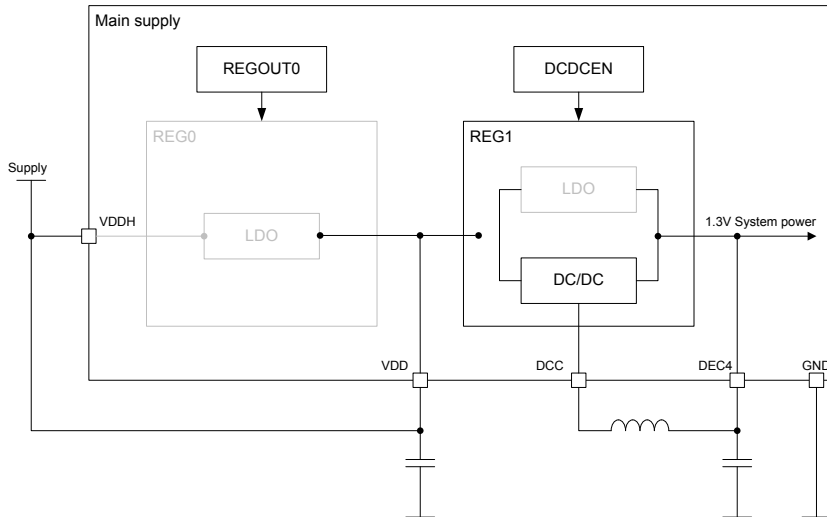 Main supply
REGOUT0
DCDCEN
REG0
REG1
Supply
LDO
VDDH
1.3V System power
LDO
DC/DC
VDD
DCC
DEC4
GND